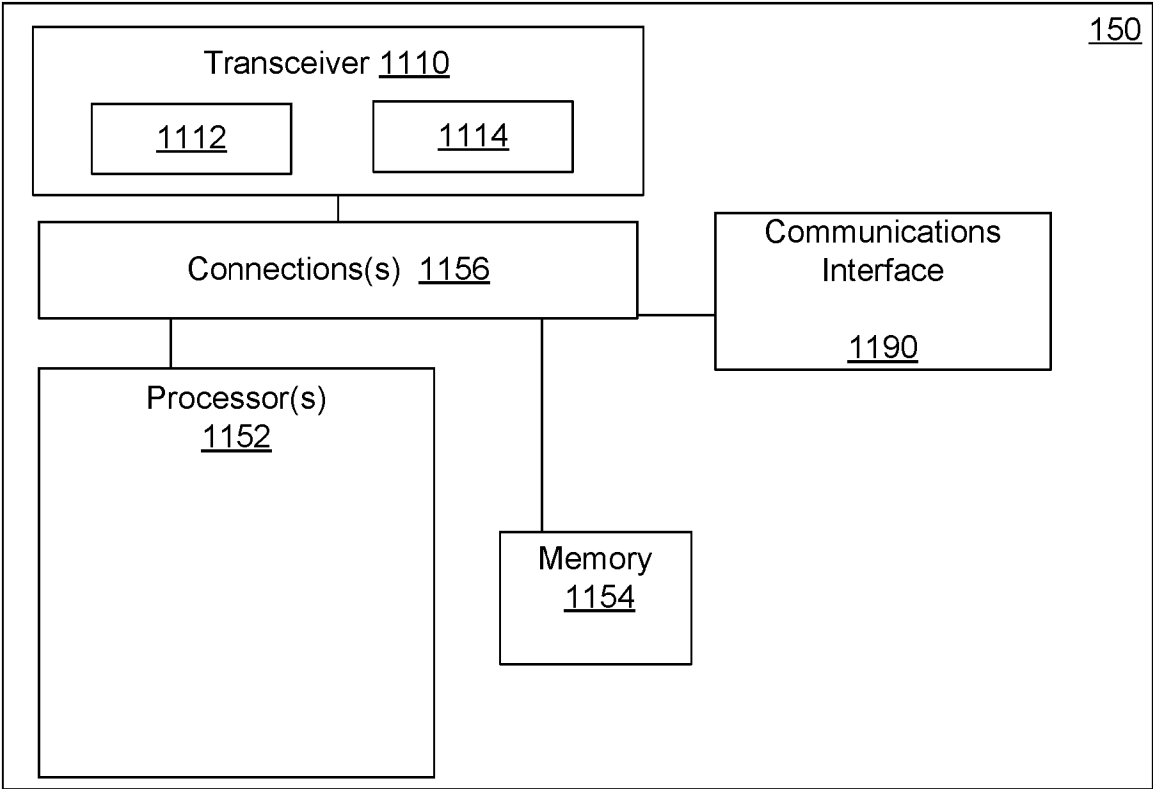 150
Transceiver 1110
1112
1114
Connections(s) 1156
Communications
Interface
1190
Processor(s)
1152
Memory
1154